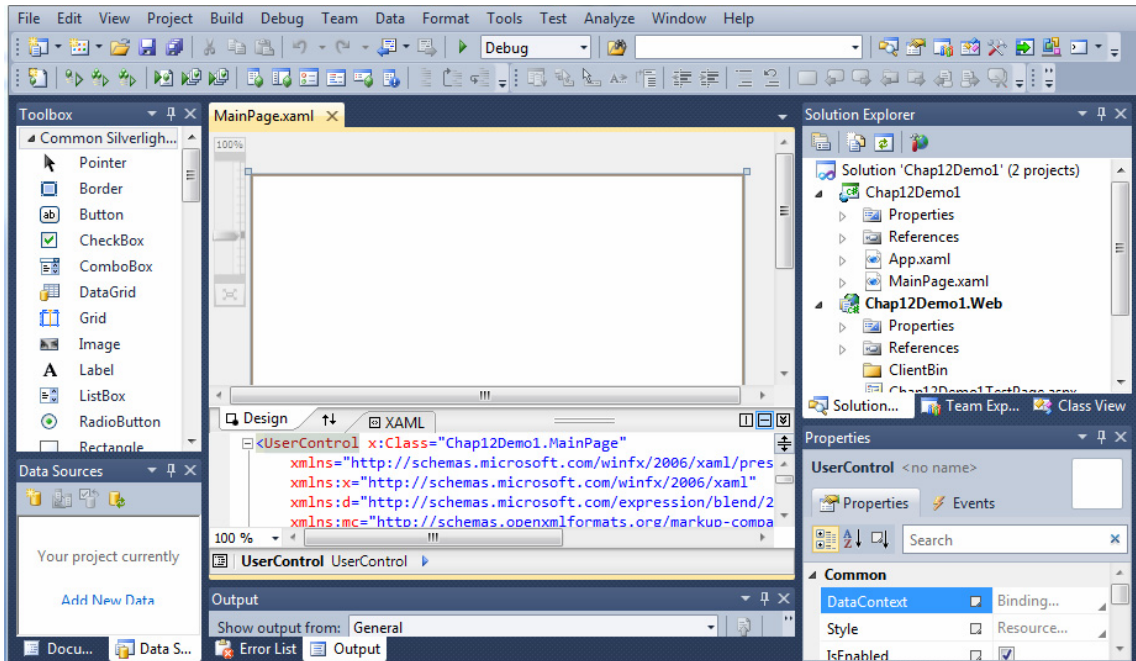 File Edit View Project Build Debug Team Data Format Tools Test Analyze Window Help
Debug
Toolbox
Common Silverligh...
Pointer
Border
Button
CheckBox
ComboBox
DataGrid
Grid
Image
Label
ListBox
RadioButton
Rectangle
Data Sources
Your project currently
Add New Data
Docu... Data S...
MainPage.xaml
100%
Design XAML
<UserControl x:Class="Chap12Demo1.MainPage"
xmlns="http://schemas.microsoft.com/winfx/2006/xaml/pres
xmlns:x="http://schemas.microsoft.com/winfx/2006/xaml"
xmlns:d="http://schemas.microsoft.com/expression/blend/2
xmlns:mc="http://schemas.openxmlformats.org/markup-compa
100 %
UserControl UserControl
Output
Show output from: General
Error List Output
Solution Explorer
Solution 'Chap12Demo1' (2 projects)
Chap12Demo1
Properties
References
App.xaml
MainPage.xaml
Chap12Demo1.Web
Properties
References
ClientBin
Chap12Demo1TestPage.aspx
Solution... Team Exp... Class View
Properties
UserControl <no name>
Properties Events
Search
Common
DataContext Binding...
Style Resource...
IsEnabled